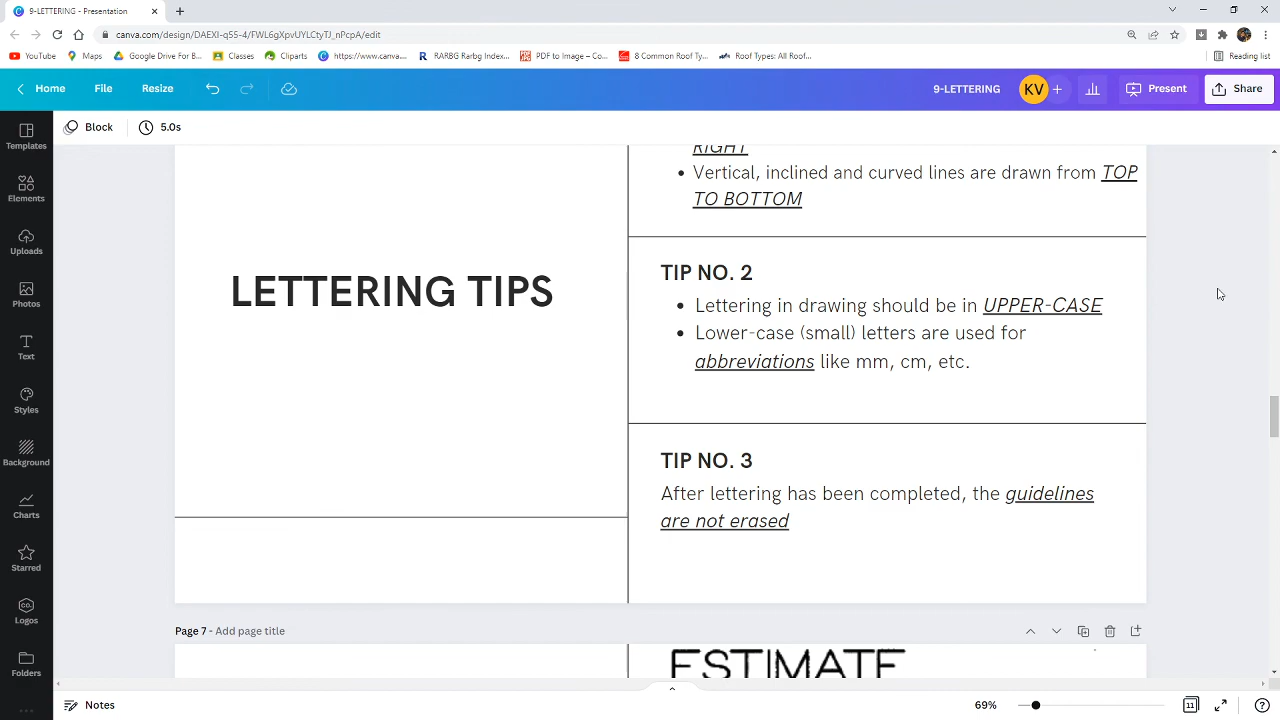 9-LETTERING - Presentation
canva.com/design/DAEXI-q5S-4/FWL6gXpvUYLCtyTJ_nPcpA/edit
YouTube Maps Google Drive For B... Classes Cliparts https://www.canva.... RARBG Rarbg Index... PDF to Image – Co... 8 Common Roof Ty... Roof Types: All Roof... Reading list
Home File Resize 9-LETTERING KV Present Share
Block 5.0s
Templates
Elements
Uploads
Photos
Text
Styles
Background
Charts
Starred
CO.
Logos
Folders
LETTERING TIPS
RIGHT
• Vertical, inclined and curved lines are drawn from TOP
TO BOTTOM
TIP NO. 2
• Lettering in drawing should be in UPPER-CASE
• Lower-case (small) letters are used for
abbreviations like mm, cm, etc.
TIP NO. 3
After lettering has been completed, the guidelines
are not erased
Page 7 - Add page title
ESTIMATE
Notes 69% 11